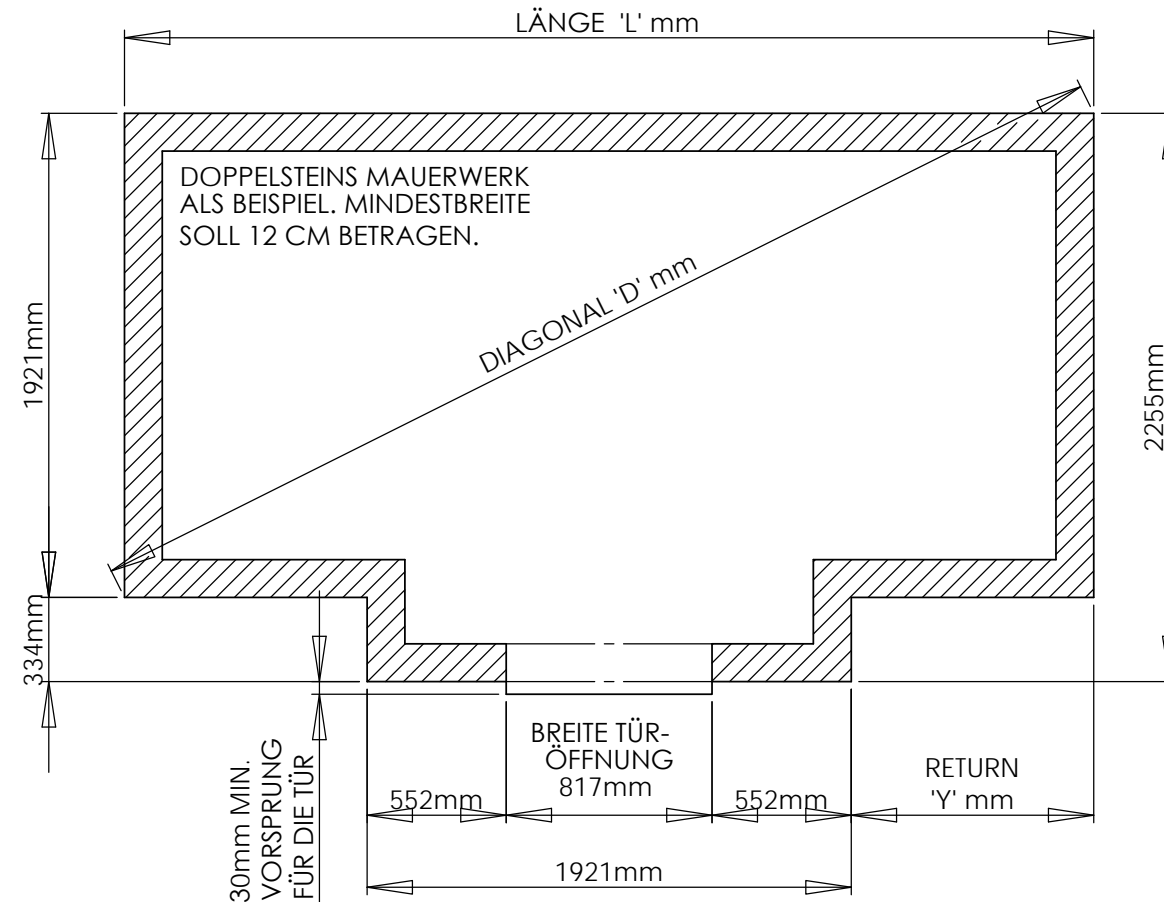 LÄNGE 'L' mm
DOPPELSTEINS MAUERWERK
ALS BEISPIEL. MINDESTBREITE
SOLL 12 CM BETRAGEN.
DIAGONAL 'D' mm
1921mm
2255mm
334mm
30mm MIN.
VORSPRUNG
FÜR DIE TÜR
BREITE TÜR-
ÖFFNUNG
817mm
552mm
552mm
RETURN
'Y' mm
1921mm